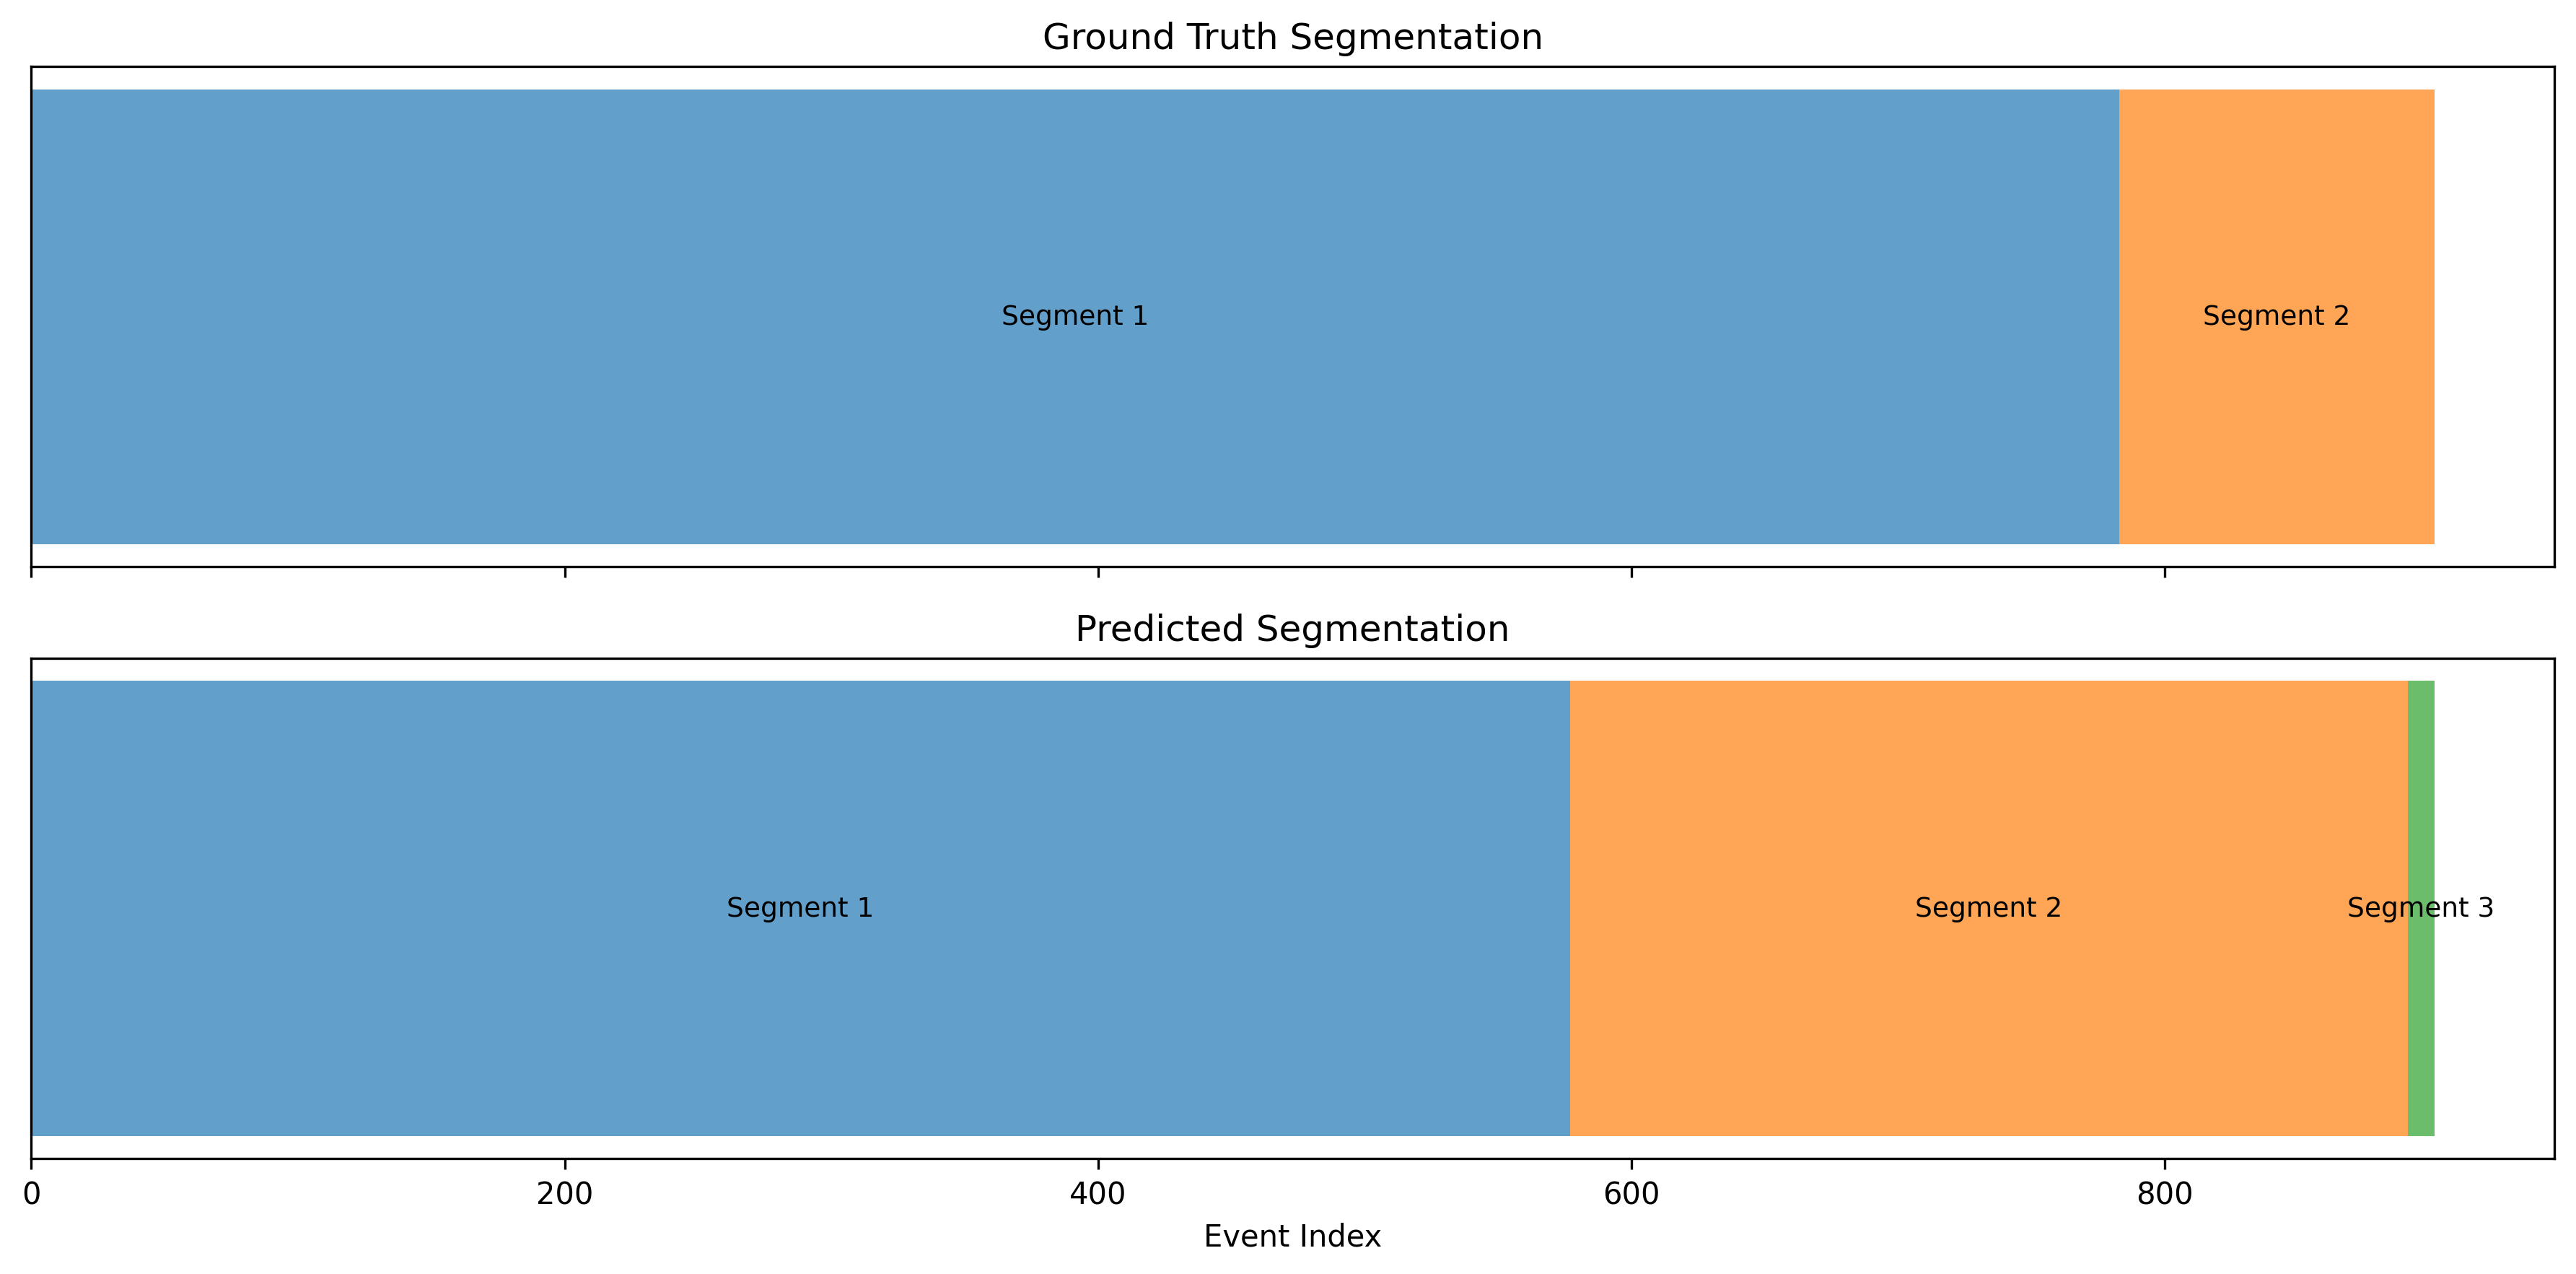 Ground Truth Segmentation
Segment 1
Segment 2
Predicted Segmentation
Segment 1
Segment 2
Segment 3
0
200
400
600
800
Event Index